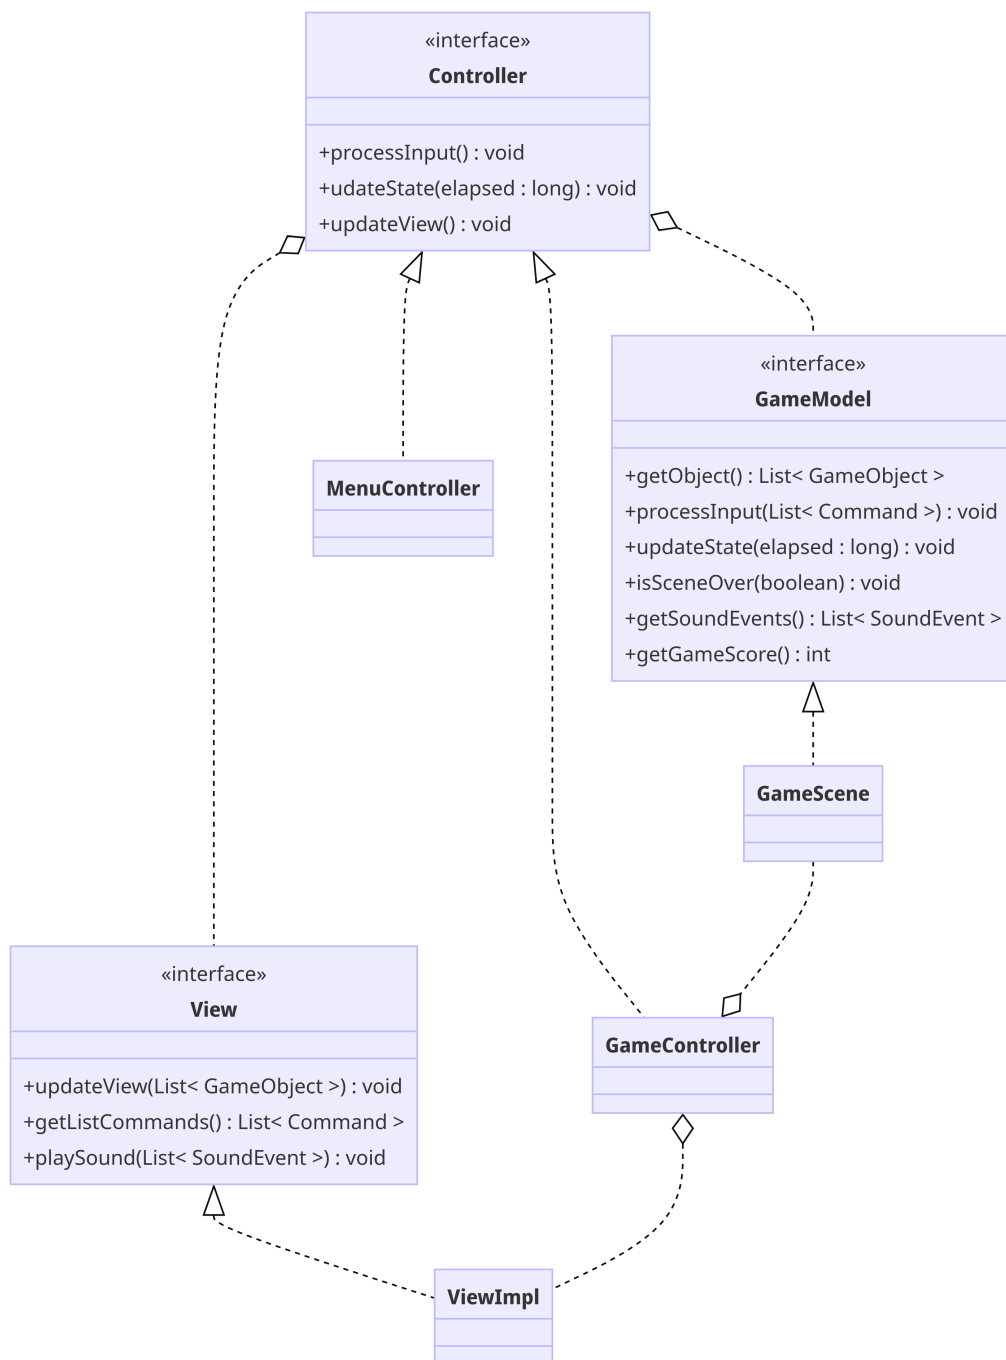 «interface»
Controller
+processInput() : void
+udateState(elapsed : long) : void
+updateView() : void
«interface»
GameModel
+getObject() : List< GameObject >
+processInput(List< Command >) : void
+updateState(elapsed : long) : void
+isSceneOver(boolean) : void
+getSoundEvents() : List< SoundEvent >
+getGameScore() : int
MenuController
GameScene
«interface»
View
+updateView(List< GameObject >) : void
+getListCommands() : List< Command >
+playSound(List< SoundEvent >) : void
GameController
ViewImpl